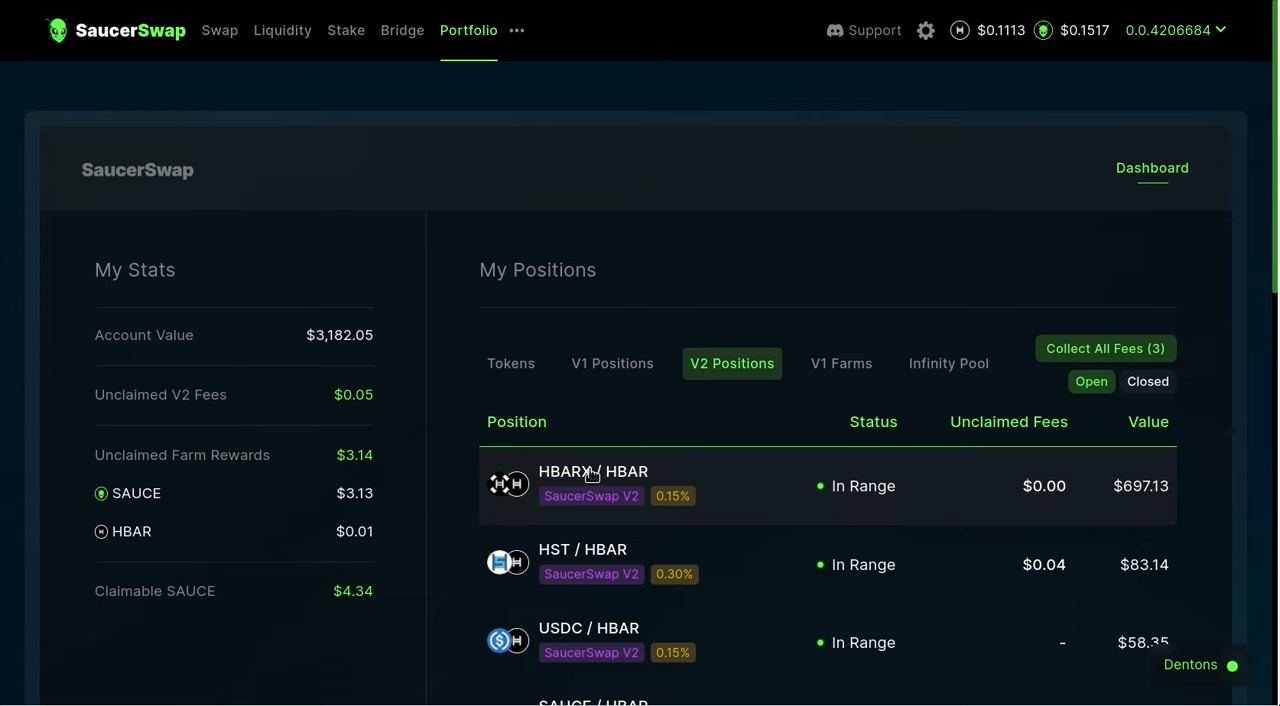 SaucerSwap Swap Liquidity Stake Bridge Portfolio ••• Support $0.1113 $0.1517 0.0.4206684
SaucerSwap Dashboard
My Stats
Account Value $3,182.05
Unclaimed V2 Fees $0.05
Unclaimed Farm Rewards $3.14
SAUCE $3.13
HBAR $0.01
Claimable SAUCE $4.34
My Positions
Tokens V1 Positions V2 Positions V1 Farms Infinity Pool
Collect All Fees (3)
Open Closed
Position Status Unclaimed Fees Value
HBARX / HBAR
SaucerSwap V2 0.15%
In Range $0.00 $697.13
HST / HBAR
SaucerSwap V2 0.30%
In Range $0.04 $83.14
USDC / HBAR
SaucerSwap V2 0.15%
In Range - $58.35
SAUCE / HBAR
Dentons